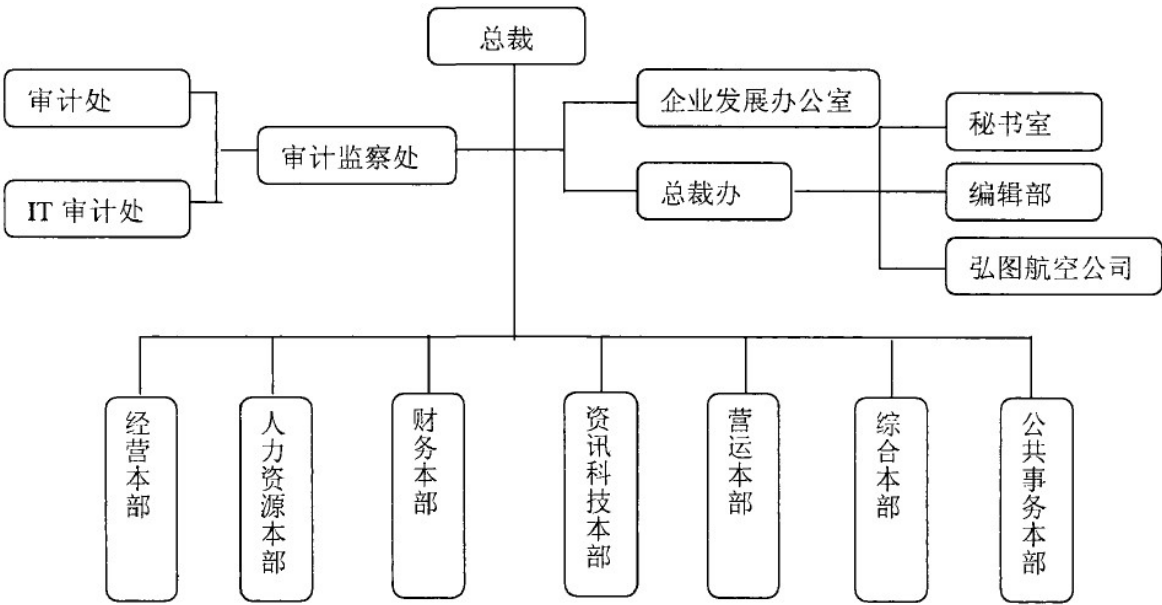 总裁
审计处
企业发展办公室
秘书室
审计监察处
IT 审计处
总裁办
编辑部
弘图航空公司
经营本部
人力资源本部
财务本部
资讯科技本部
营运本部
综合本部
公共事务本部